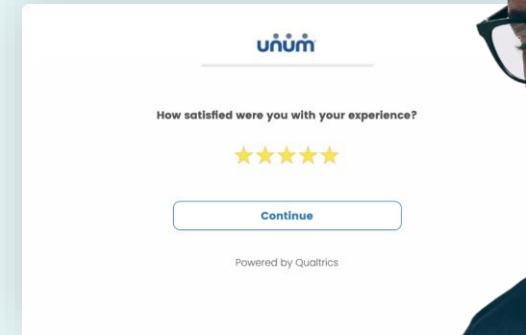 unum
How satisfied were you with your experience?
Continue
Powered by Qualtrics